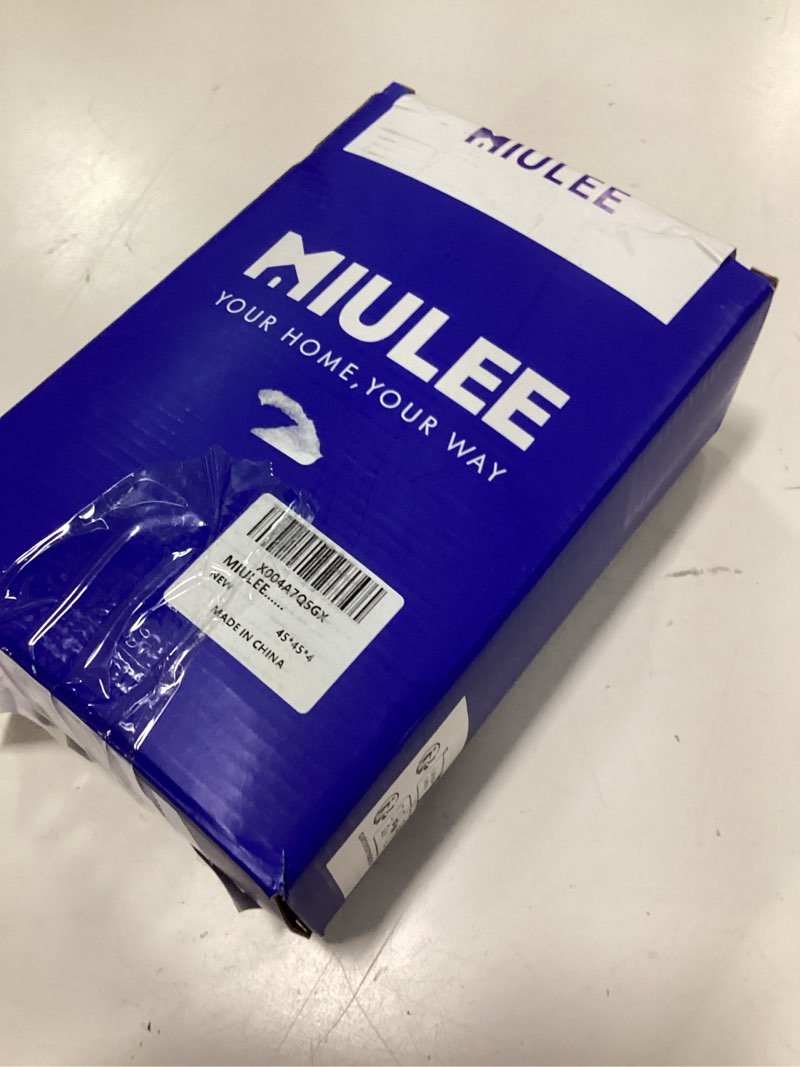 MIULEE
MIULEE
YOUR HOME, YOUR WAY
X004A7Q5GX
MIULEE......
NEW
45*45*4
MADE IN CHINA